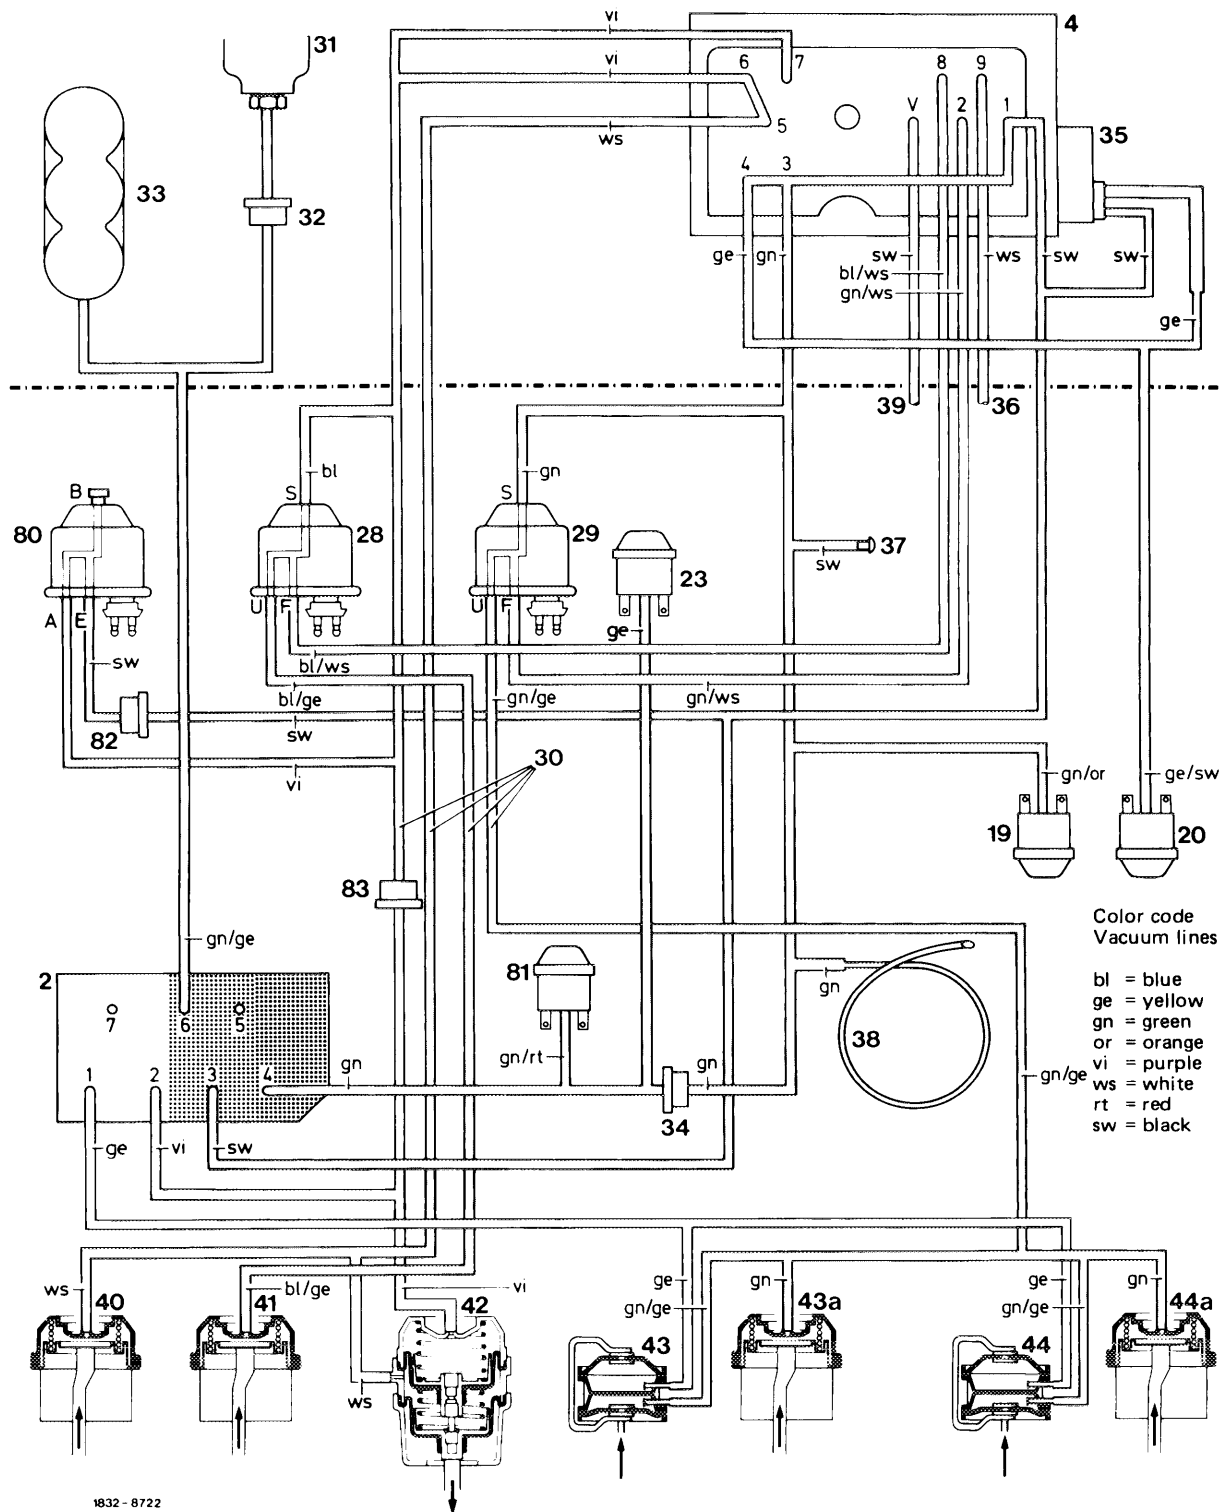 vi
4
31
6
7
vi
8
9
V
2
1
5
35
33
ws
4
3
32
ge
gn
sw
ws
sw
sw
bl/ws
gn/ws
ge
39
36
bl
gn
B
S
S
80
28
29
37
23
sw
A
E
U
F
U
F
ge
sw
bl/ws
bl/ge
gn/ge
gn/ws
82
sw
30
vi
gn/or
ge/sw
19
20
83
gn/ge
Color code
Vacuum lines
2
81
bl = blue
ge = yellow
gn = green
or = orange
vi = purple
ws = white
rt = red
sw = black
7
6
5
gn
38
gn/rt
1
2
3
4
gn
gn
gn/ge
34
ge
vi
sw
ws
40
bl/ge
41
vi
42
ge
gn/ge
43
gn
43a
ge
gn/ge
44
gn
44a
ws
1832 - 8722